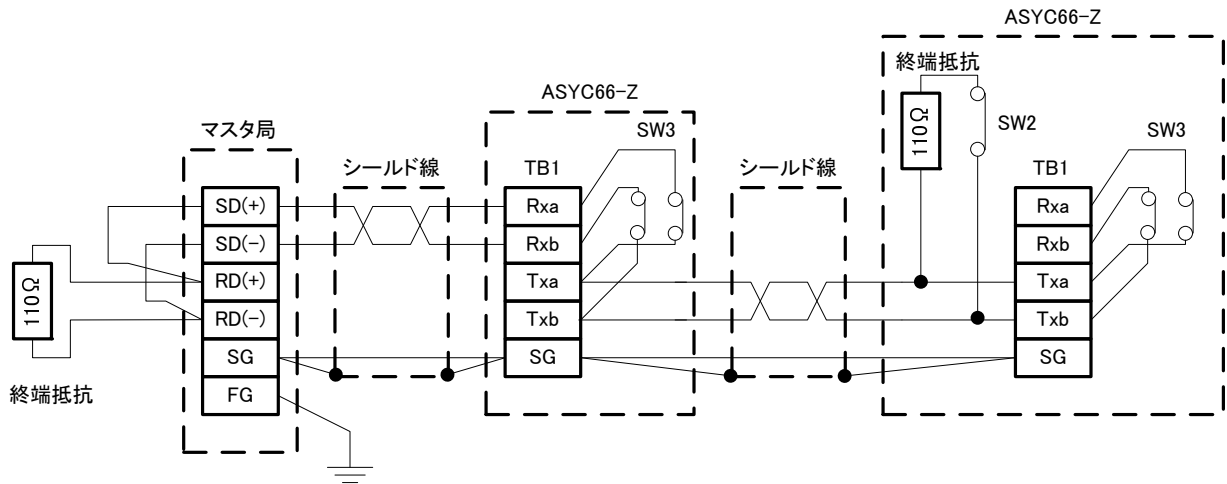 ASYC66-Z
終端抵抗
110Ω
SW2
SW3
TB1
Rxa
Rxb
Txa
Txb
SG
ASYC66-Z
SW3
TB1
Rxa
Rxb
Txa
Txb
SG
シールド線
マスタ局
シールド線
SD(+)
SD(-)
RD(+)
RD(-)
SG
FG
110Ω
終端抵抗